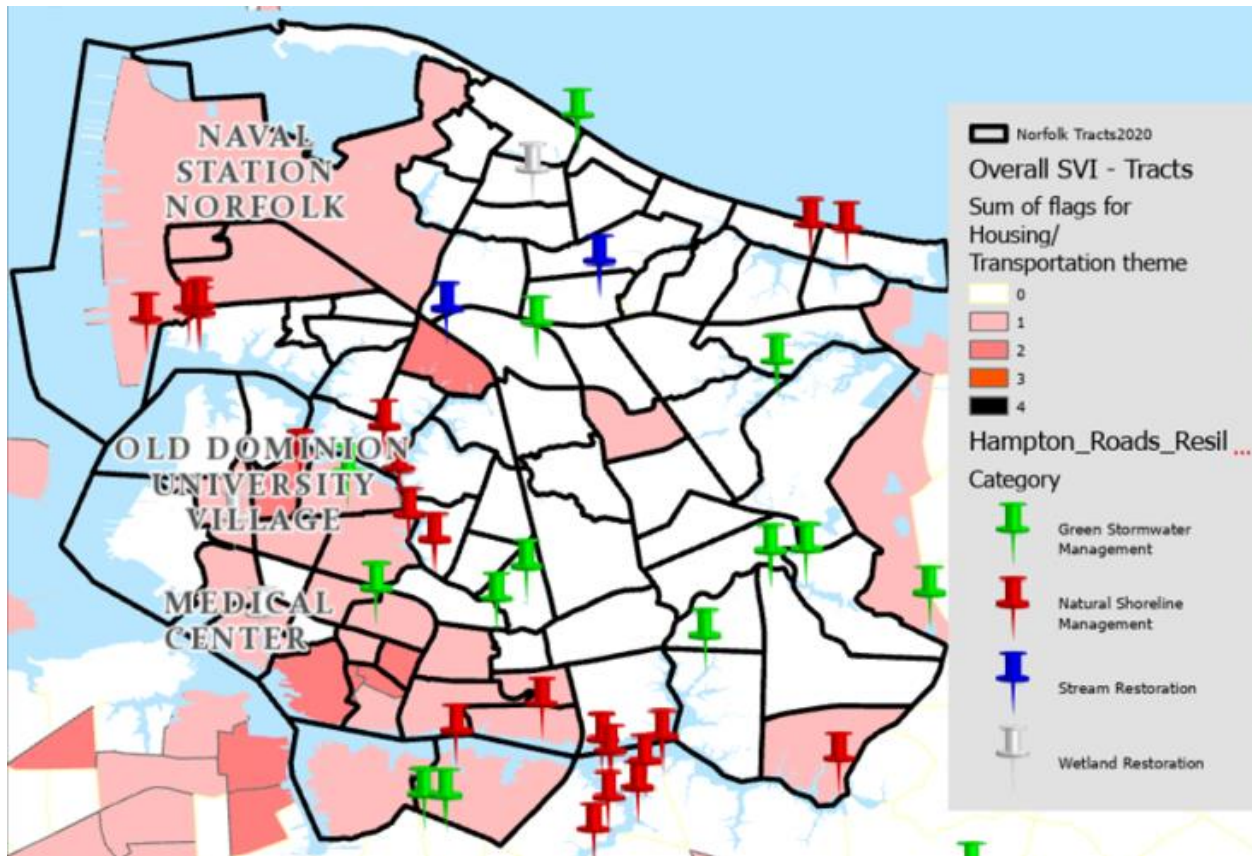 NAVAL
STATION
NORFOLK
OLD DOMINION
UNIVERSITY
VILLAGE
MEDICAL
CENTER
Norfolk Tracts2020
Overall SVI - Tracts
Sum of flags for
Housing/
Transportation theme
0
1
2
3
4
Hampton_Roads_Resil ...
Category
Green Stormwater
Management
Natural Shoreline
Management
Stream Restoration
Wetland Restoration